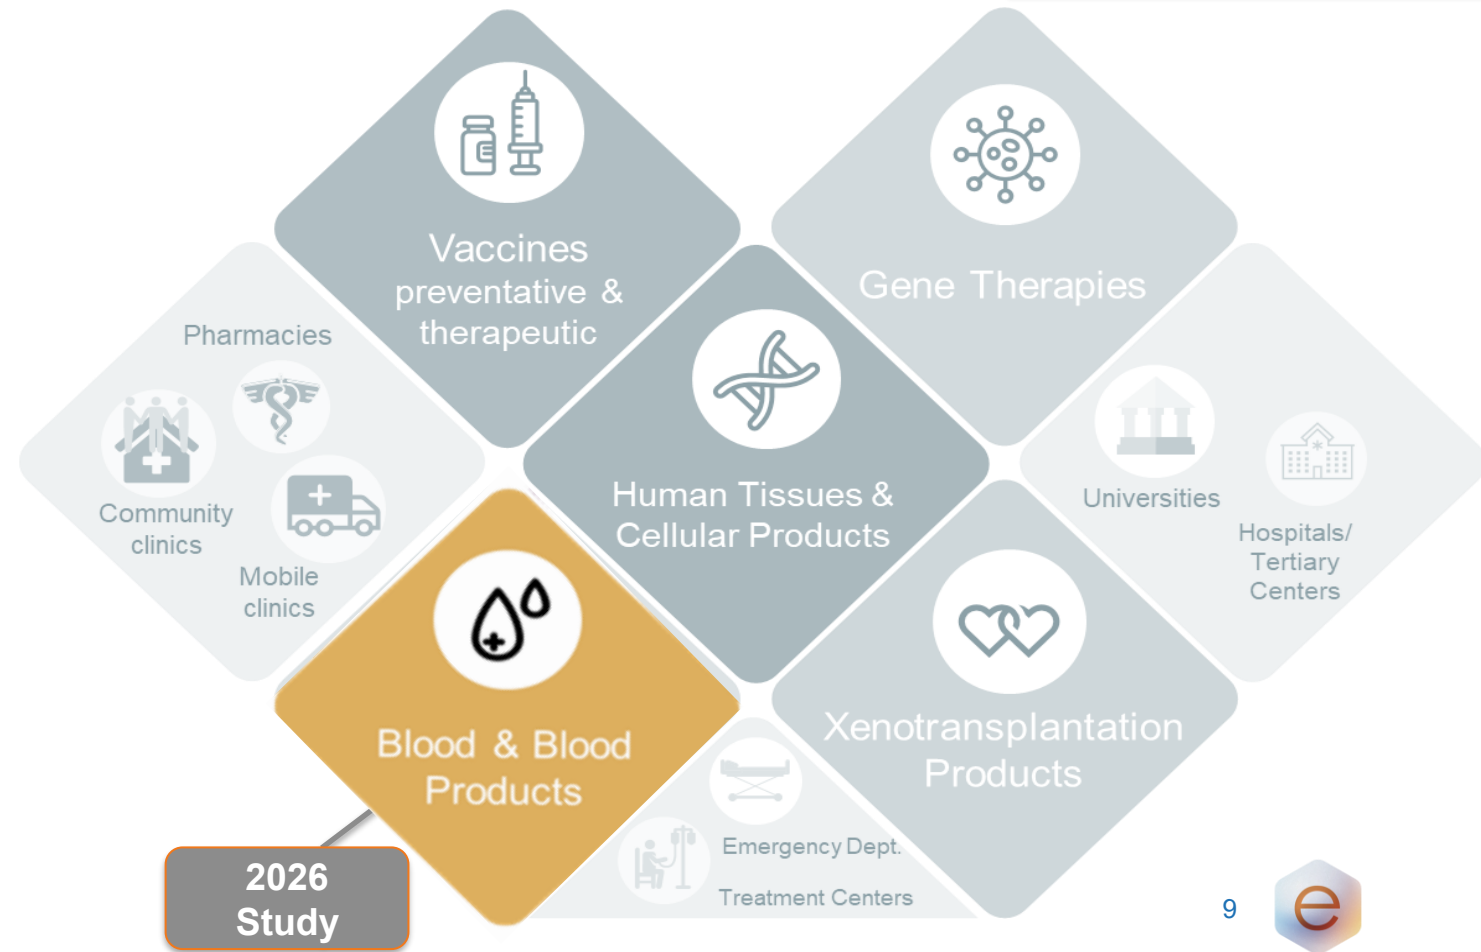 Vaccines
preventative &
therapeutic
Gene Therapies
Pharmacies
Community
clinics
Mobile
clinics
Human Tissues &
Cellular Products
Universities
Hospitals/
Tertiary
Centers
Blood & Blood
Products
Xenotransplantation
Products
Emergency Dept.
Treatment Centers
2026
Study
9
e